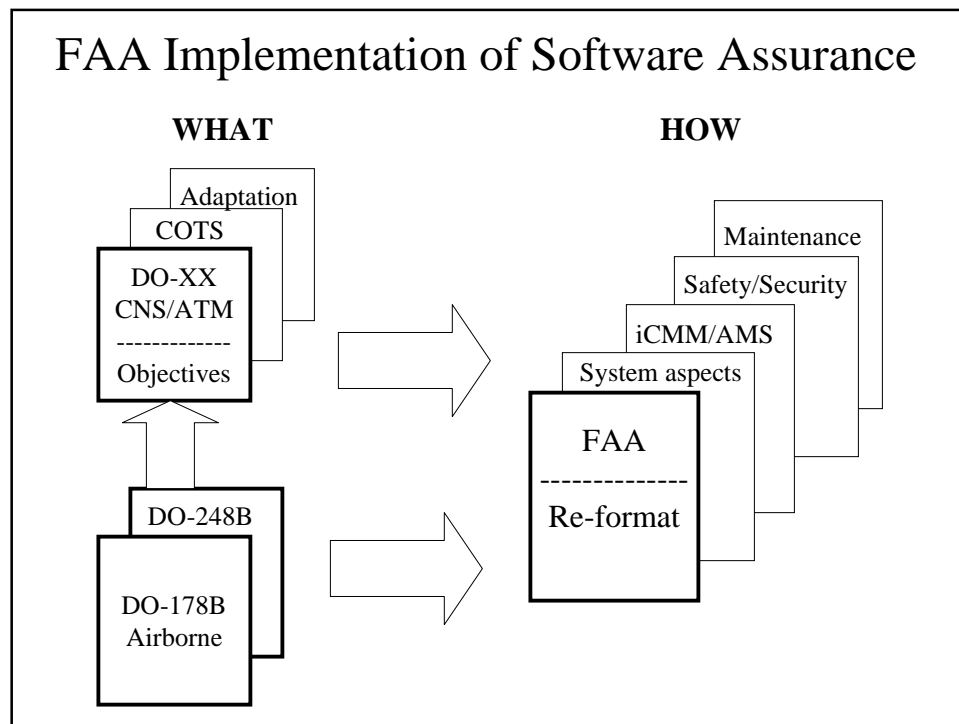 FAA Implementation of Software Assurance
WHAT
Adaptation
COTS
DO-XX
CNS/ATM
-------------
Objectives
DO-248B
DO-178B
Airborne
HOW
Maintenance
Safety/Security
iCMM/AMS
System aspects
FAA
-------------
Re-format